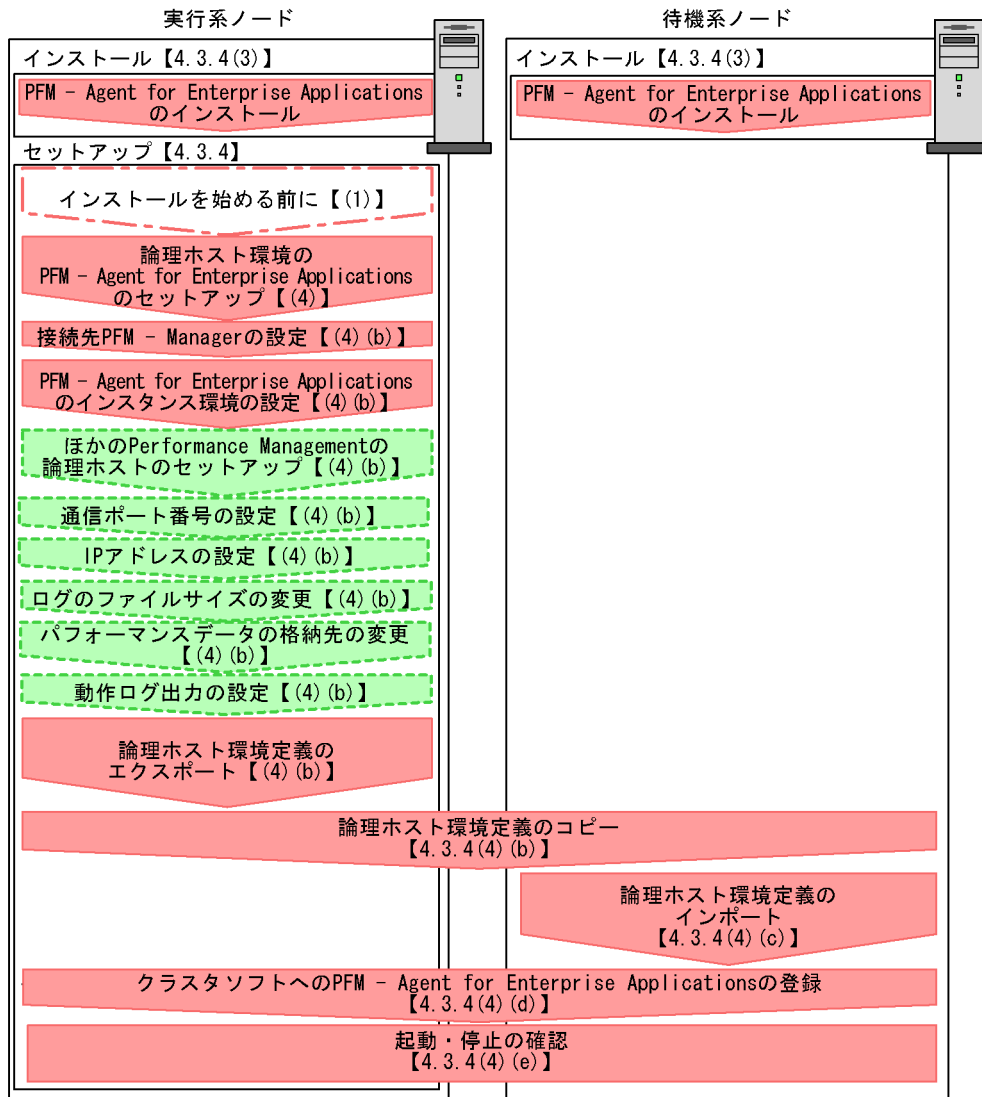 実行系ノード
待機系ノード
インストール【4.3.4(3)】
インストール【4.3.4(3)】
PFM - Agent for Enterprise Applications
のインストール
PFM - Agent for Enterprise Applications
のインストール
セットアップ【4.3.4】
インストールを始める前に【(1)】
論理ホスト環境の
PFM - Agent for Enterprise Applications
のセットアップ【(4)】
接続先PFM - Managerの設定【(4)(b)】
PFM - Agent for Enterprise Applications
のインスタンス環境の設定【(4)(b)】
ほかのPerformance Managementの
論理ホストのセットアップ【(4)(b)】
通信ポート番号の設定【(4)(b)】
IPアドレスの設定【(4)(b)】
ログのファイルサイズの変更【(4)(b)】
パフォーマンスデータの格納先の変更
【(4)(b)】
動作ログ出力の設定【(4)(b)】
論理ホスト環境定義の
エクスポート【(4)(b)】
論理ホスト環境定義のコピー
【4.3.4(4)(b)】
論理ホスト環境定義の
インポート
【4.3.4(4)(c)】
クラスタソフトへのPFM - Agent for Enterprise Applicationsの登録
【4.3.4(4)(d)】
起動・停止の確認
【4.3.4(4)(e)】